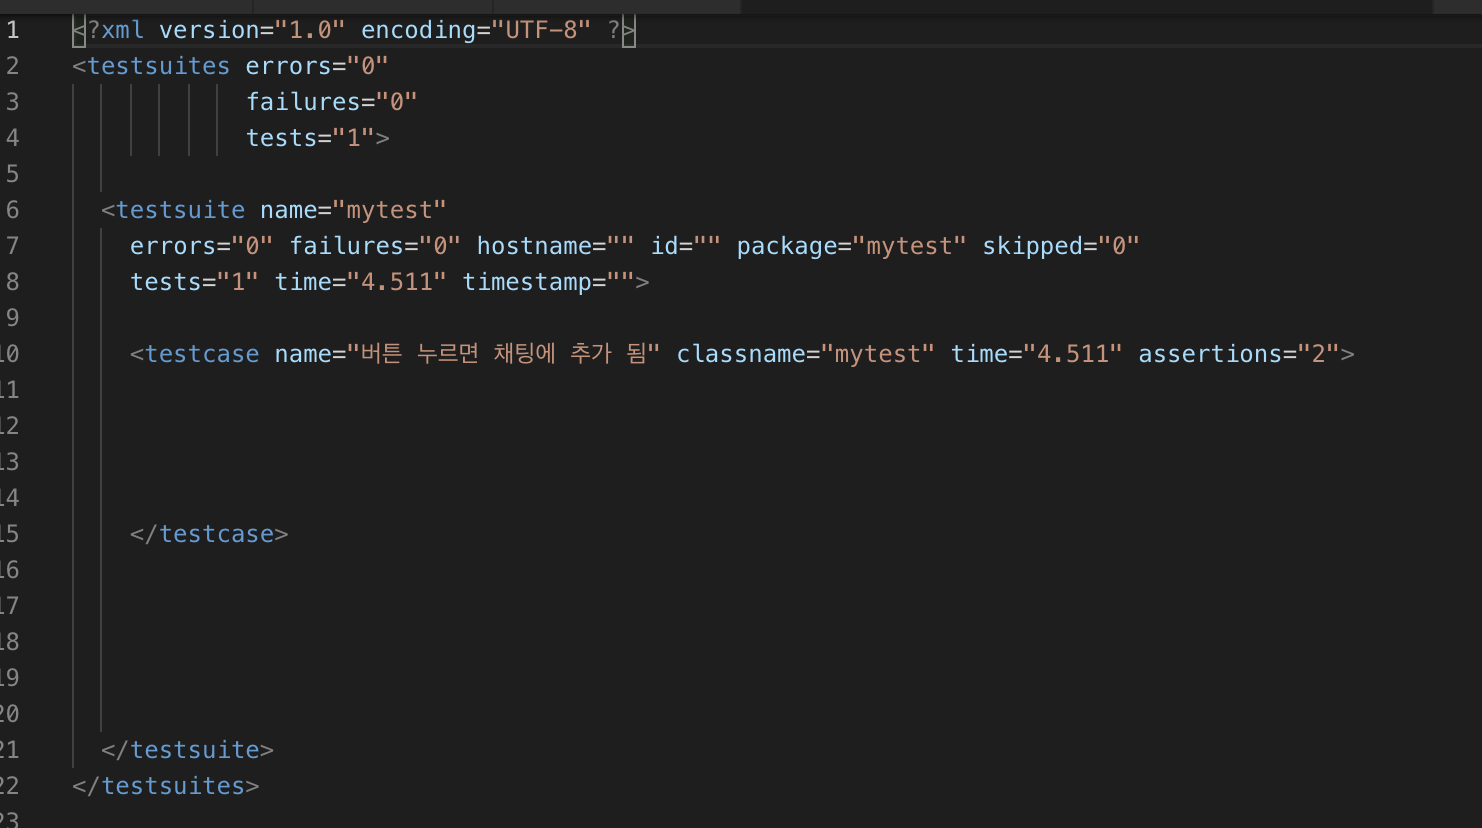 1 <?xml version="1.0" encoding="UTF-8" ?>
2 <testsuites errors="0"
3 failures="0"
4 tests="1">
5
6 <testsuite name="mytest"
7 errors="0" failures="0" hostname="" id="" package="mytest" skipped="0"
8 tests="1" time="4.511" timestamp="">
9
10 <testcase name="버튼 누르면 채팅에 추가 됨" classname="mytest" time="4.511" assertions="2">
11
12
13
14
15 </testcase>
16
17
18
19
20
21 </testsuite>
22 </testsuites>
23